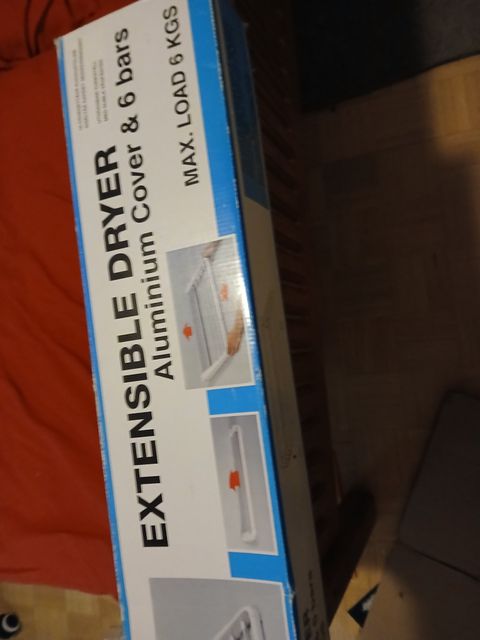 EXTENSIBLE DRYER
Aluminium Cover & 6 bars
MAX. LOAD 6 KGS